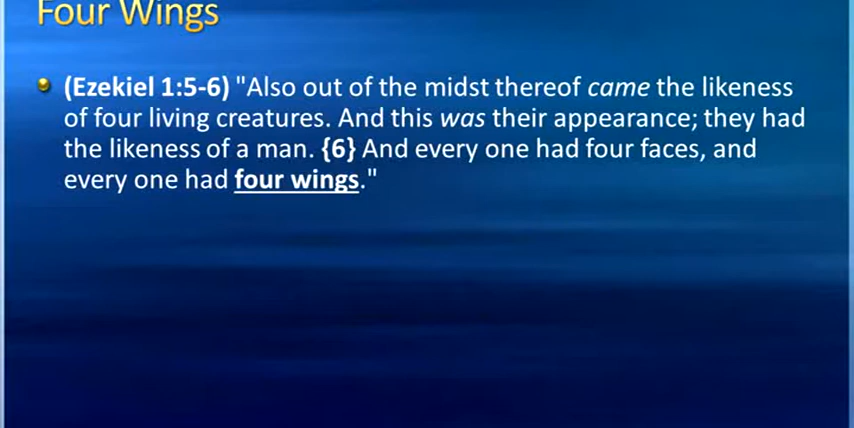 Four Wings
(Ezekiel 1:5-6) "Also out of the midst thereof came the likeness
of four living creatures. And this was their appearance; they had
the likeness of a man. {6} And every one had four faces, and
every one had four wings."